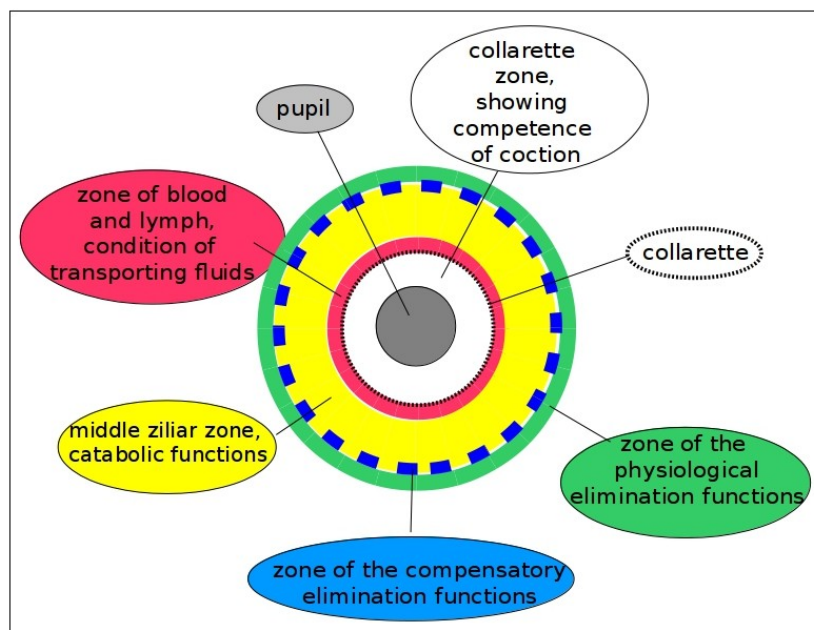 collarette
zone,
showing
competence
of coction
pupil
zone of blood
and lymph,
condition of
transporting fluids
collarette
middle ziliar zone,
catabolic functions
zone of the
physiological
elimination functions
zone of the compensatory
elimination functions